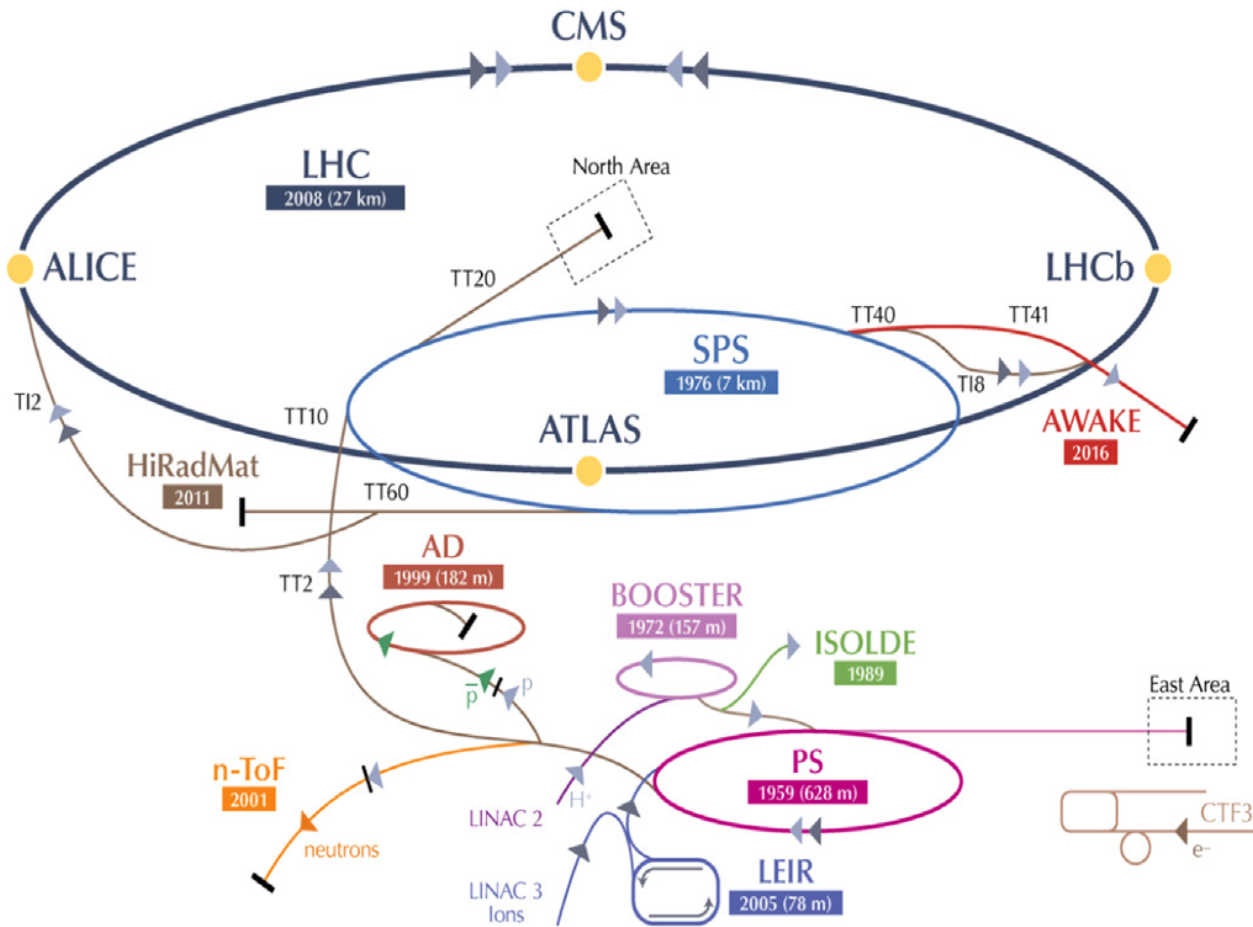 CMS
LHC
2008 (27 km)
North Area
ALICE
LHCb
TT20
TT40
TT41
SPS
1976 (7 km)
TI8
TI2
TT10
ATLAS
AWAKE
2016
HiRadMat
2011
TT60
AD
1999 (182 m)
TT2
BOOSTER
1972 (157 m)
ISOLDE
1989
p̅
p
East Area
n-ToF
2001
PS
1959 (628 m)
H⁺
LINAC 2
neutrons
CTF3
e⁻
LINAC 3
Ions
LEIR
2005 (78 m)